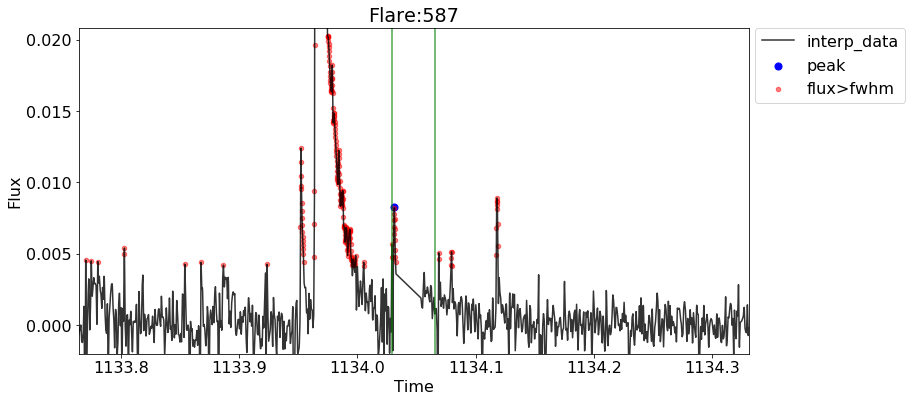 Flare:587
interp_data
peak
flux>fwhm
0.020
0.015
0.010
0.005
0.000
Flux
1133.8
1133.9
1134.0
1134.1
1134.2
1134.3
Time